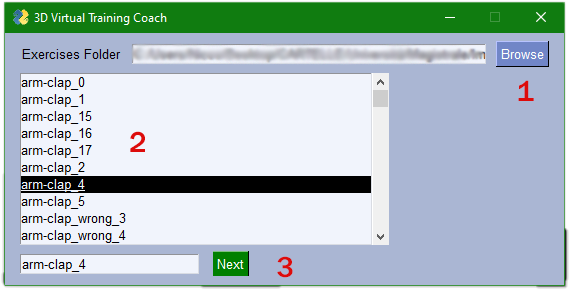 3D Virtual Training Coach
Exercises Folder Browse
1
arm-clap_0
arm-clap_1
arm-clap_15
arm-clap_16
arm-clap_17
2
arm-clap_2
arm-clap_4
arm-clap_5
arm-clap_wrong_3
arm-clap_wrong_4
arm-clap_4 Next 3